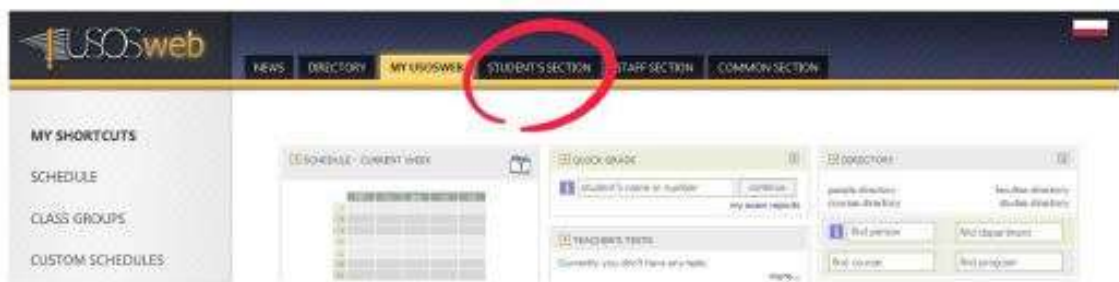 USOSweb
NEWS DIRECTORY MY USOSWEB STUDENT'S SECTION STAFF SECTION COMMON SECTION
MY SHORTCUTS
SCHEDULE
CLASS GROUPS
CUSTOM SCHEDULES
SCHEDULE - CURRENT WEEK
QUICK GRADE
student's name or number continue
my exam reports
TEACHER'S TESTS
Currently you don't have any tests
more...
DIRECTORY
people directory faculties directory
courses directory studies directory
find person find department
find course find program